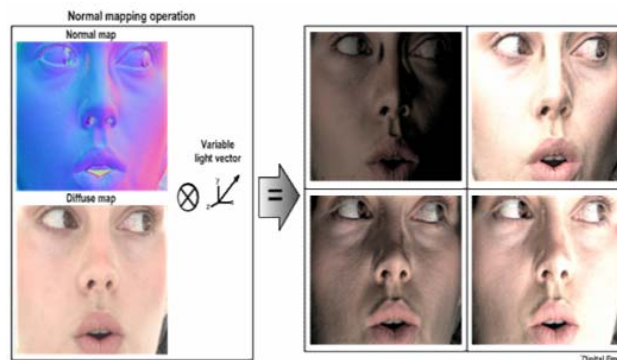 Normal mapping operation
Normal map
Variable
light vector
y
z
Diffuse map
=